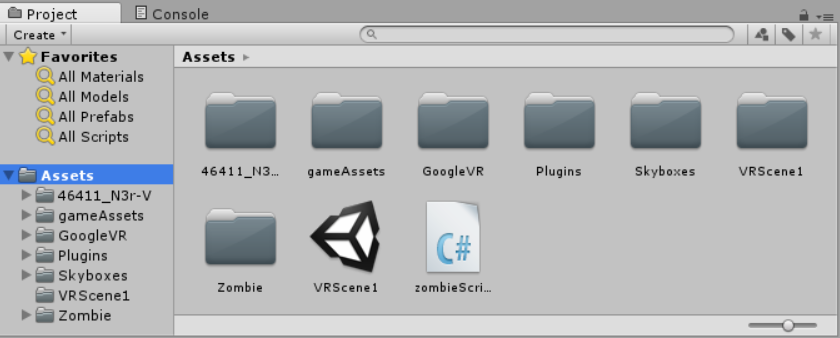 Project
Console
Create
Favorites
All Materials
All Models
All Prefabs
All Scripts
Assets
46411_N3r-V
gameAssets
GoogleVR
Plugins
Skyboxes
VRScene1
Zombie
Assets
46411_N3... gameAssets GoogleVR Plugins Skyboxes VRScene1
Zombie VRScene1 zombieScri...
C#